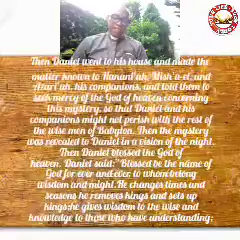 Then Daniel went to his house and made the
matter known to Hanani'ah, Mish'a-el, and
Azari'ah, his companions, and told them to
seek mercy of the God of heaven concerning
this mystery, so that Daniel and his
companions might not perish with the rest of
the wise men of Babylon. Then the mystery
was revealed to Daniel in a vision of the night.
Then Daniel blessed the God of
heaven. Daniel said: "Blessed be the name of
God for ever and ever, to whom belong
wisdom and might. He changes times and
seasons he removes kings and sets up
kings;he gives wisdom to the wise and
knowledge to those who have understanding;